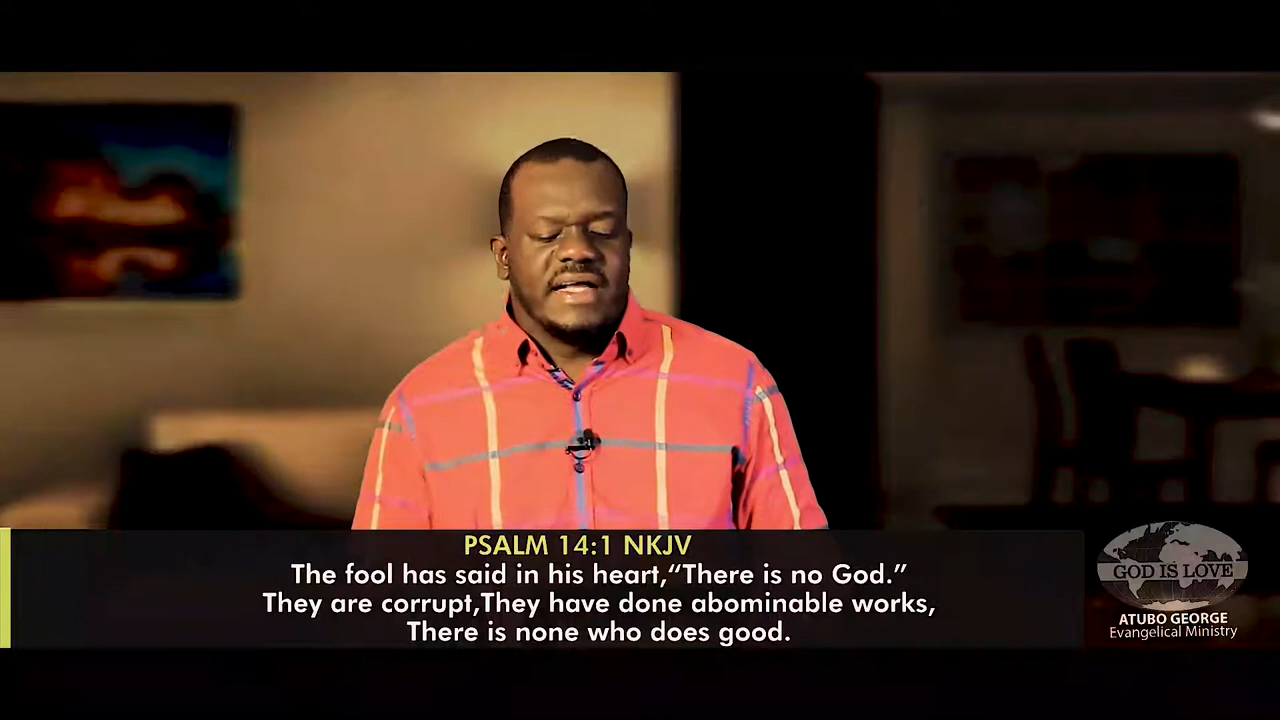 PSALM 14:1 NKJV
The fool has said in his heart,“There is no God.”
They are corrupt,They have done abominable works,
There is none who does good.
GOD IS LOVE
ATUBO GEORGE
Evangelical Ministry